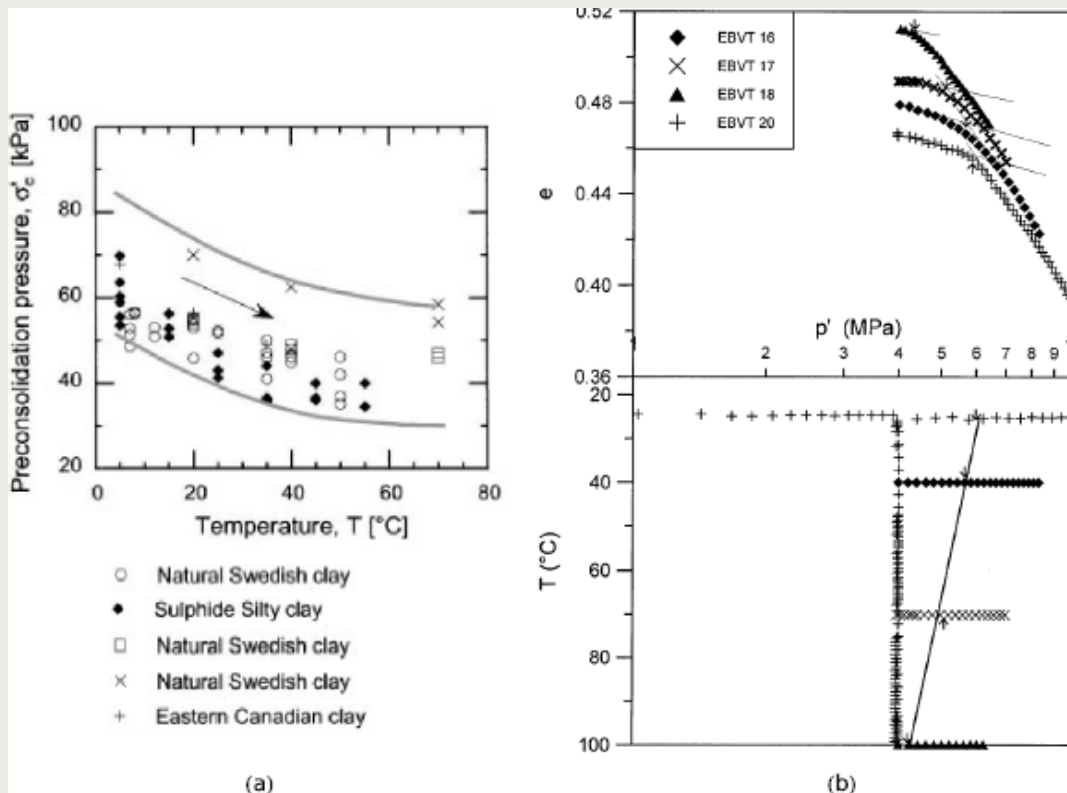 100
80
60
40
20
Preconsolidation pressure, σ'c [kPa]
0 20 40 60 80
Temperature, T [°C]
Natural Swedish clay
Sulphide Silty clay
Natural Swedish clay
Natural Swedish clay
Eastern Canadian clay
(a)
EBVT 16
EBVT 17
EBVT 18
EBVT 20
0.52
0.48
0.44
0.40
0.36
e
p' (MPa)
2 3 4 5 6 7 8 9
20
40
60
80
100
T (°C)
(b)